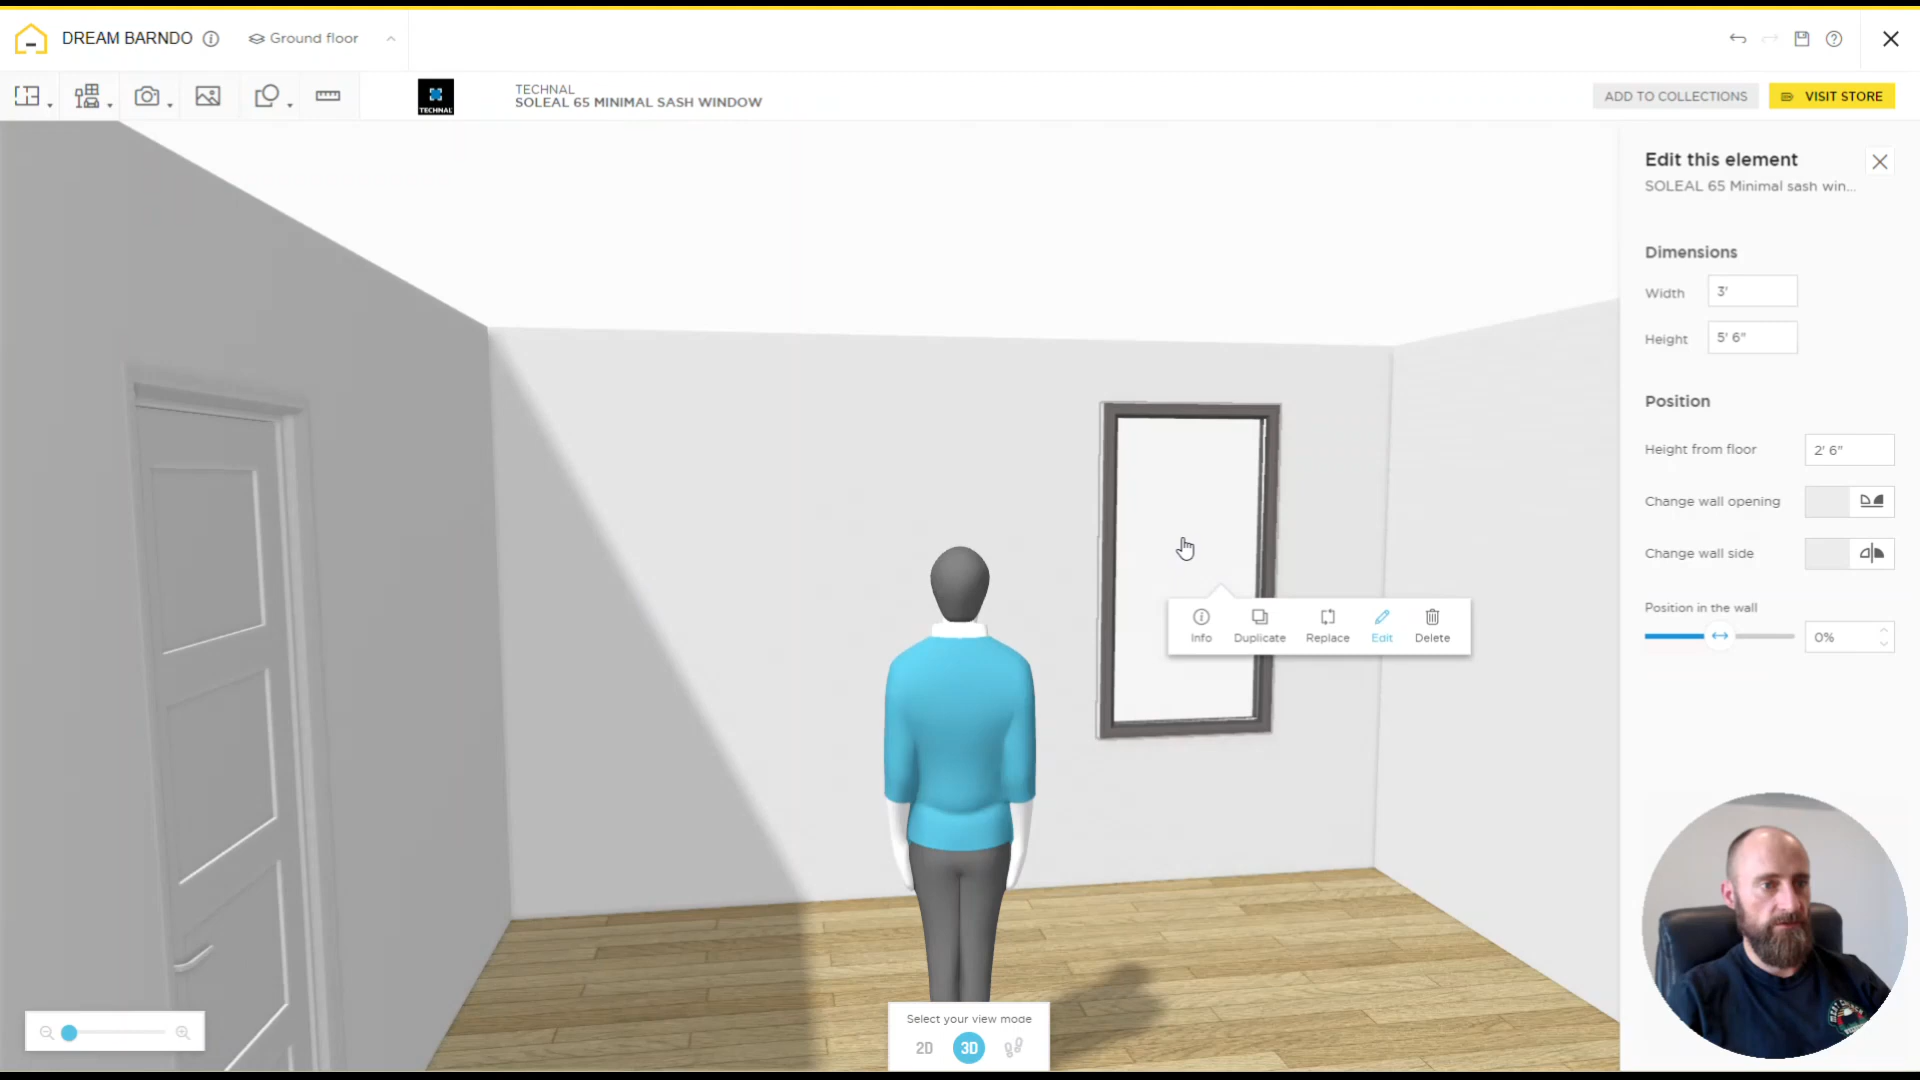 DREAM BARNDO
Ground floor
TECHNAL
TECHNAL
SOLEAL 65 MINIMAL SASH WINDOW
ADD TO COLLECTIONS
VISIT STORE
Edit this element
SOLEAL 65 Minimal sash win...
Dimensions
Width 3'
Height 5' 6"
Position
Height from floor 2' 6"
Change wall opening
Change wall side
Position in the wall
0%
Info Duplicate Replace Edit Delete
Select your view mode
2D 3D